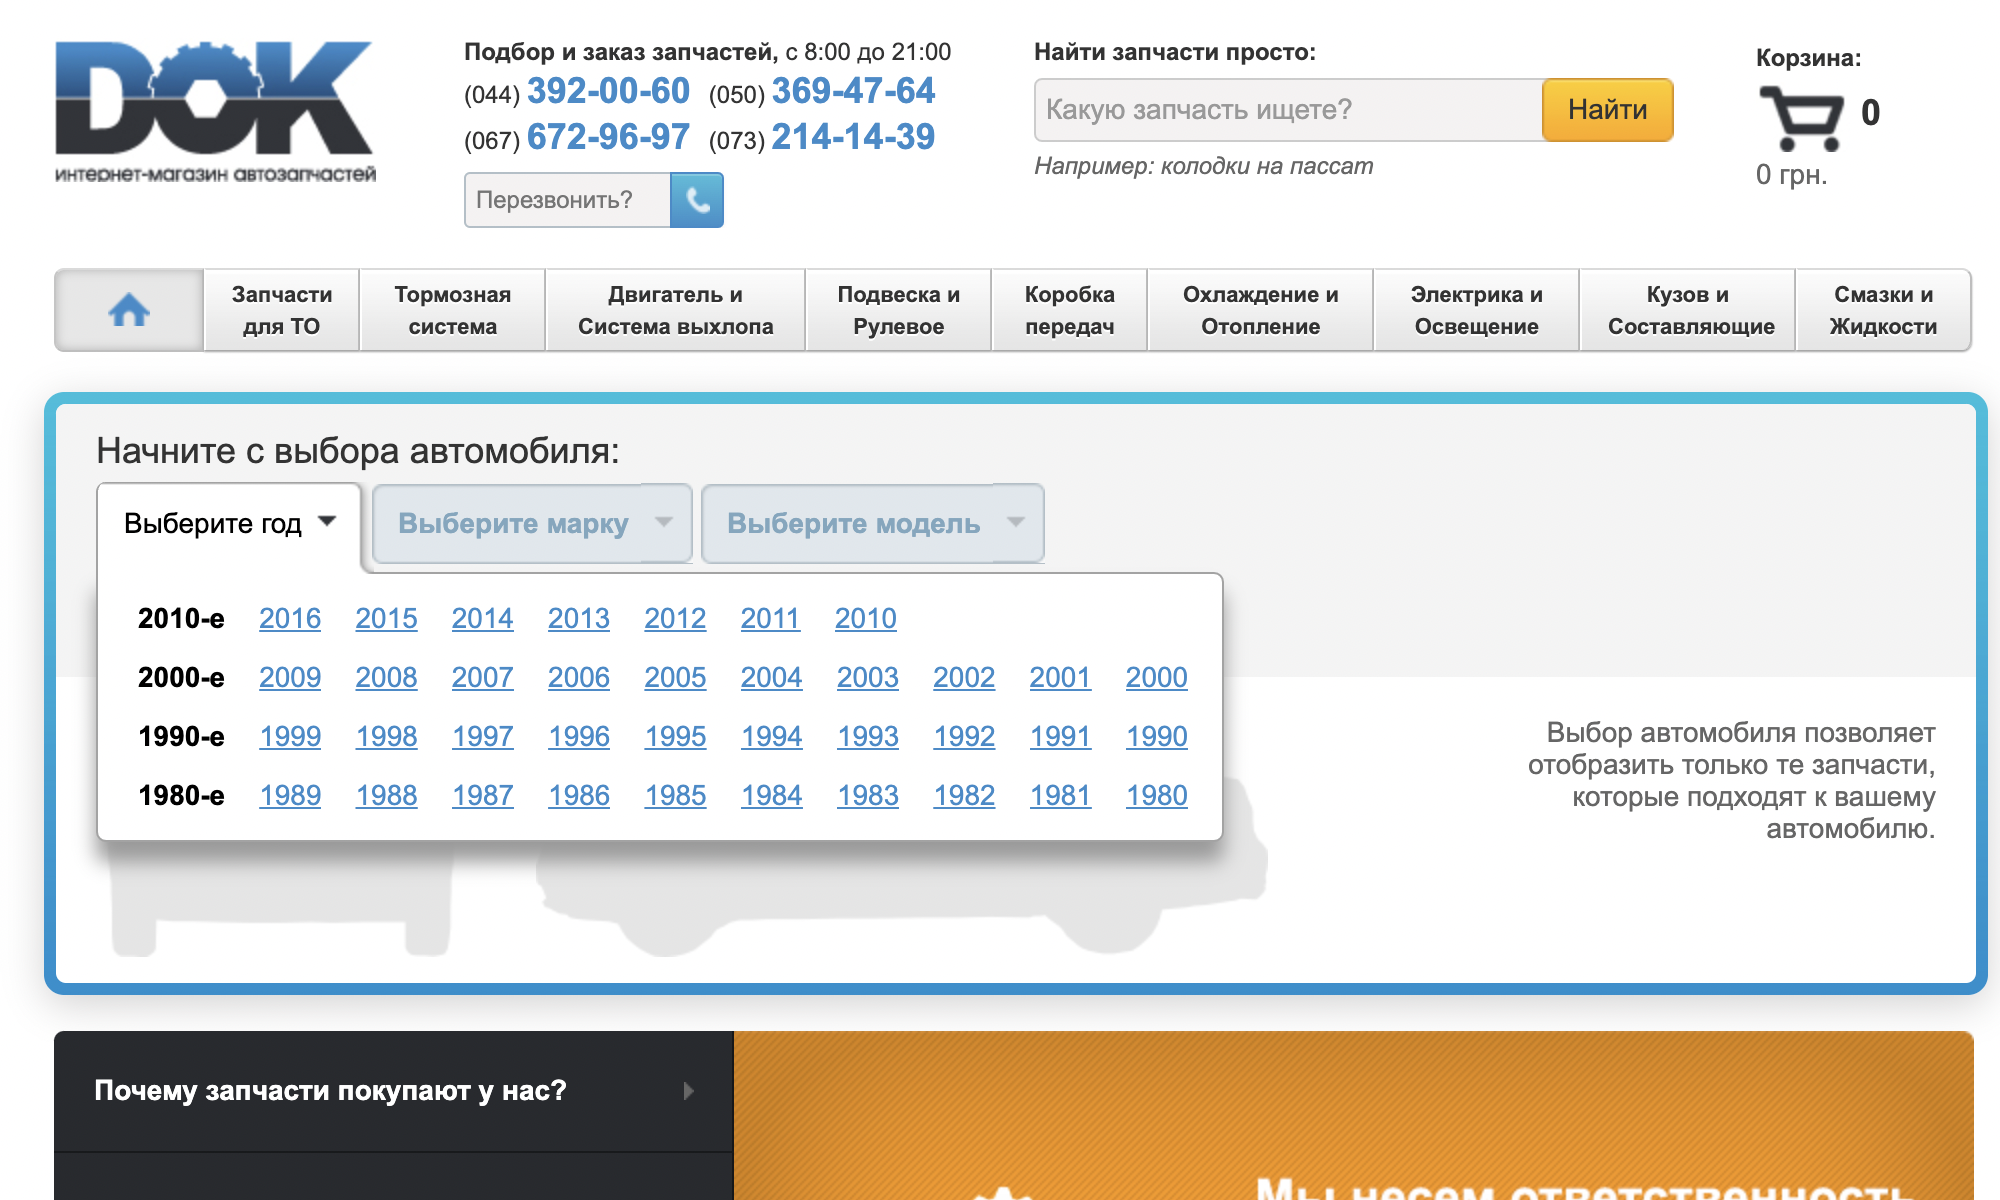 DOK
интернет-магазин автозапчастей
Подбор и заказ запчастей, с 8:00 до 21:00
(044) 392-00-60 (050) 369-47-64
(067) 672-96-97 (073) 214-14-39
Перезвонить?
Найти запчасти просто:
Какую запчасть ищете?
Найти
Например: колодки на пассат
Корзина:
0
0 грн.
Запчасти
для ТО
Тормозная
система
Двигатель и
Система выхлопа
Подвеска и
Рулевое
Коробка
передач
Охлаждение и
Отопление
Электрика и
Освещение
Кузов и
Составляющие
Смазки и
Жидкости
Начните с выбора автомобиля:
Выберите год
Выберите марку
Выберите модель
2010-е 2016 2015 2014 2013 2012 2011 2010
2000-е 2009 2008 2007 2006 2005 2004 2003 2002 2001 2000
1990-е 1999 1998 1997 1996 1995 1994 1993 1992 1991 1990
1980-е 1989 1988 1987 1986 1985 1984 1983 1982 1981 1980
Выбор автомобиля позволяет
отобразить только те запчасти,
которые подходят к вашему
автомобилю.
Почему запчасти покупают у нас?
Мы несем ответственность